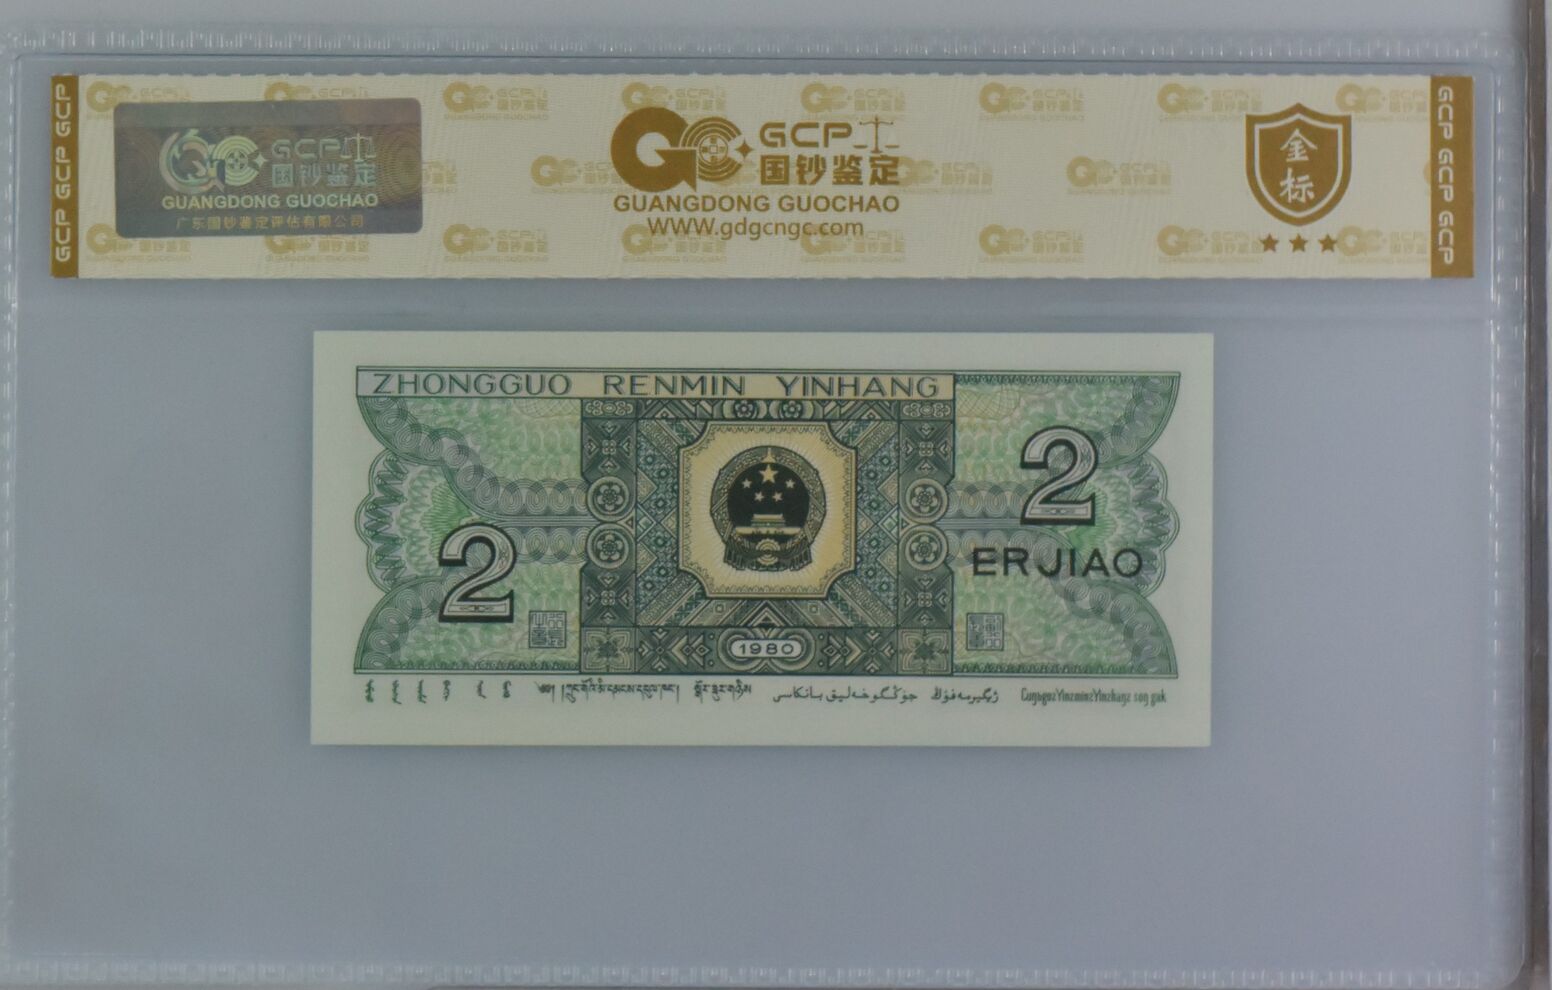 GCP GCP GCP
GCP 国钞鉴定
GUANGDONG GUOCHAO
广东国钞鉴定评估有限公司
GCP
国钞鉴定
GUANGDONG GUOCHAO
WWW.gdgcngc.com
金标
GCP GCP GCP
ZHONGGUO RENMIN YINHANG
2
2
ERJIAO
1980